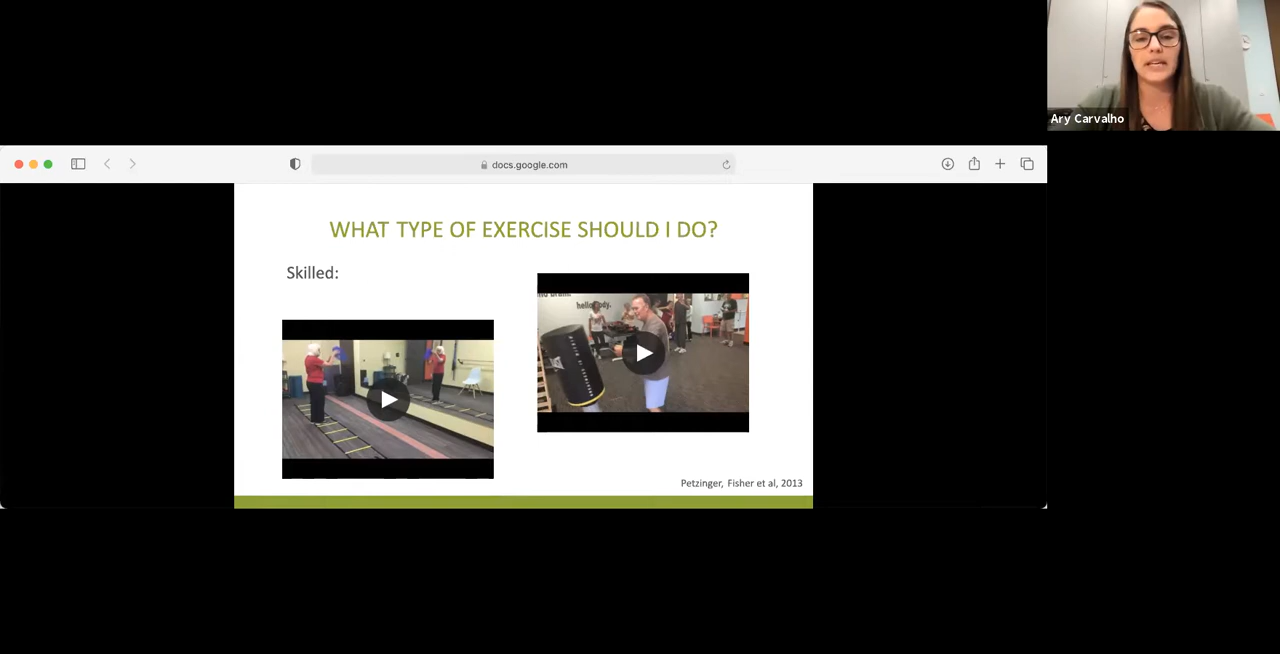 Ary Carvalho
docs.google.com
WHAT TYPE OF EXERCISE SHOULD I DO?
Skilled:
hello body.
Petzinger, Fisher et al, 2013